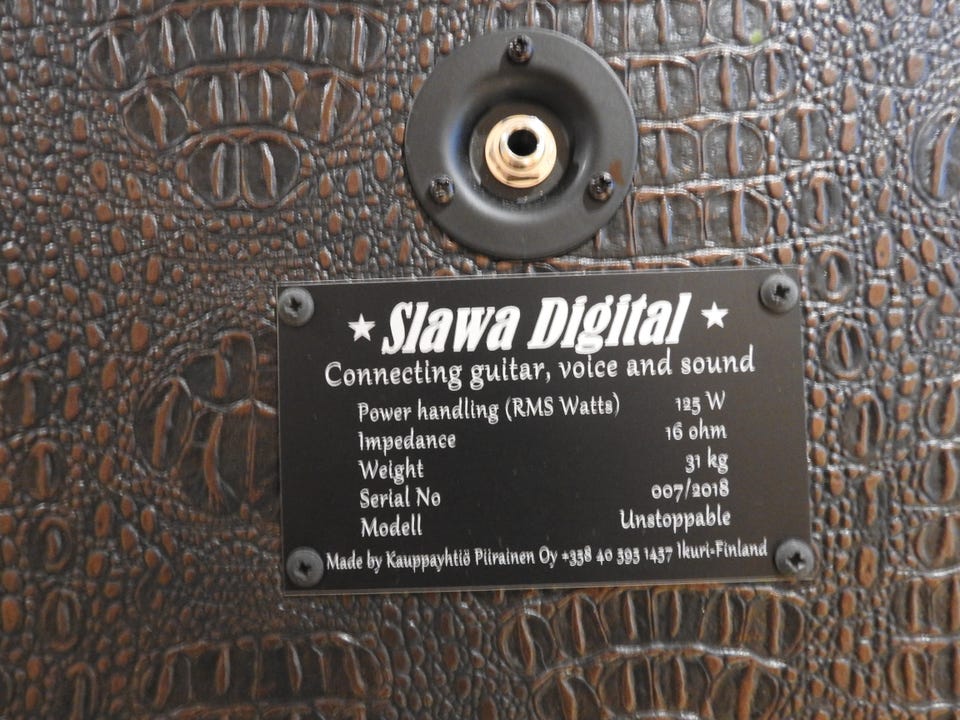 ★ Slawa Digital ★
Connecting guitar, voice and sound
Power handling (RMS Watts) 125 W
Impedance 16 ohm
Weight 31 kg
Serial No 007/2018
Modell Unstoppable
Made by Kauppayhtiö Piirainen Oy +358 40 593 1437 Ikuri-Finland